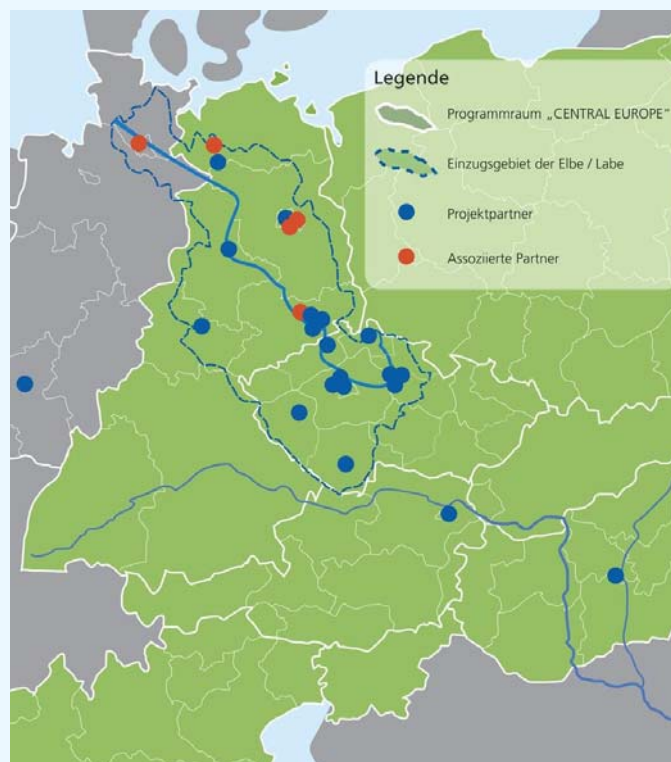 Legende
Programmraum „CENTRAL EUROPE"
Einzugsgebiet der Elbe / Labe
Projektpartner
Assoziierte Partner